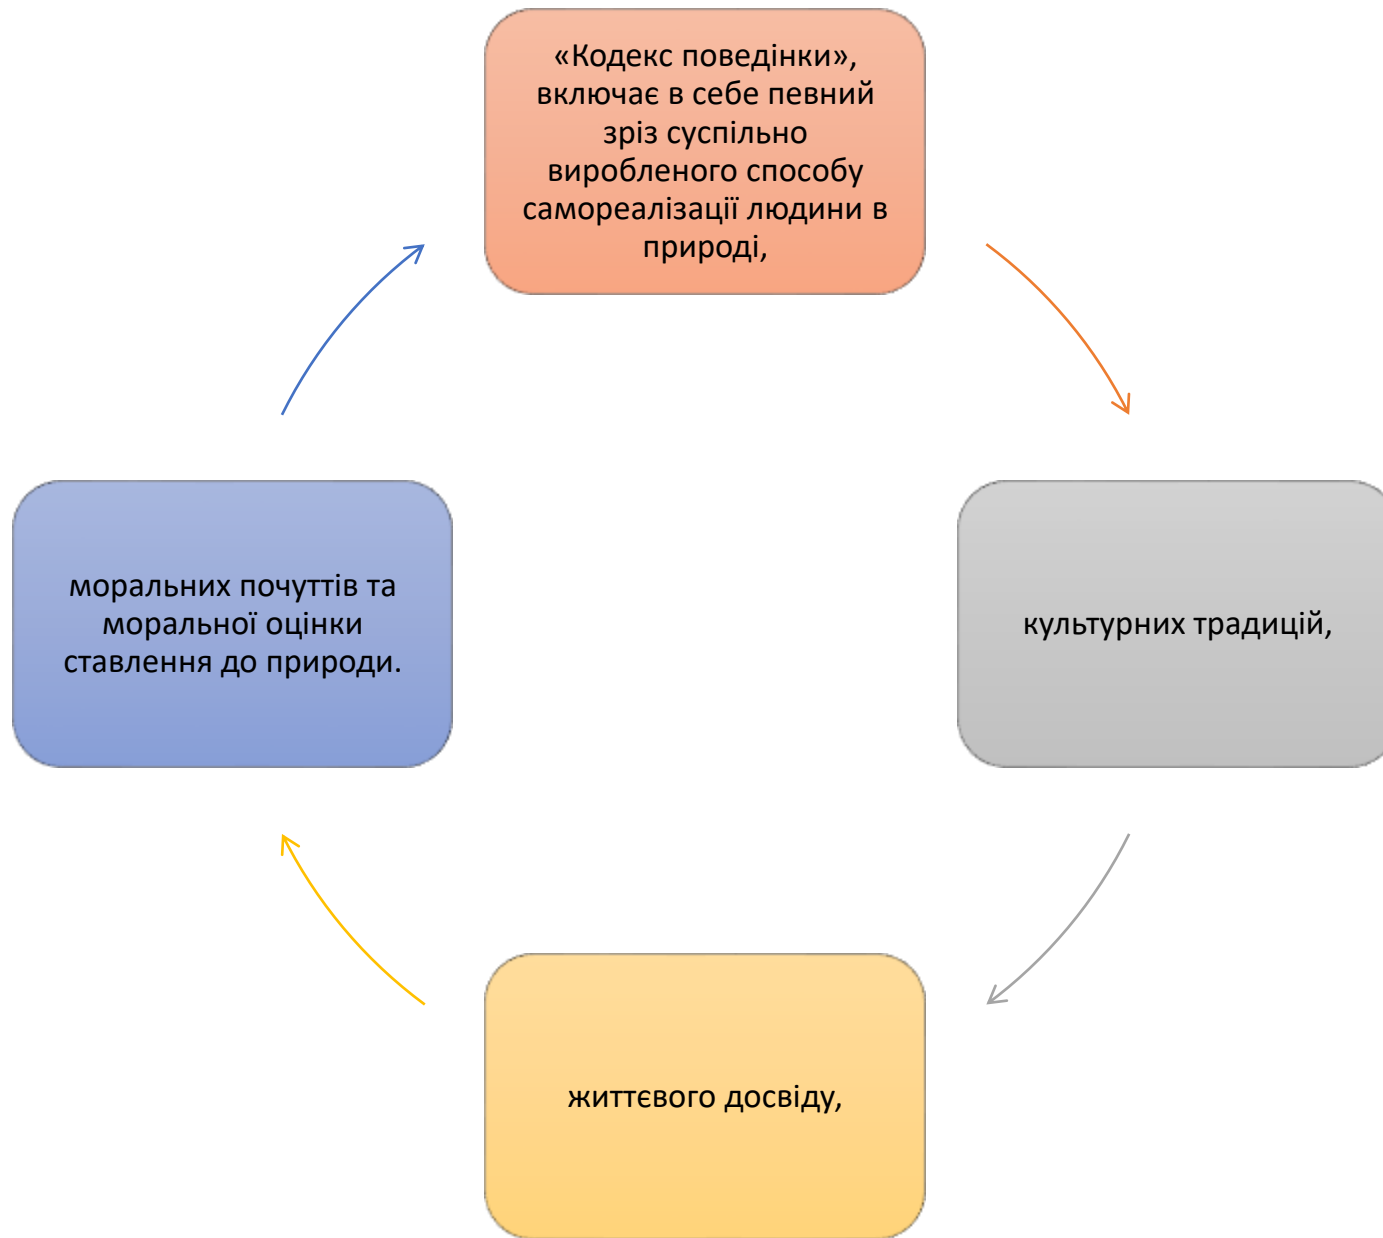 «Кодекс поведінки»,
включає в себе певний
зріз суспільно
виробленого способу
самореалізації людини в
природі,
культурних традицій,
життєвого досвіду,
моральних почуттів та
моральної оцінки
ставлення до природи.